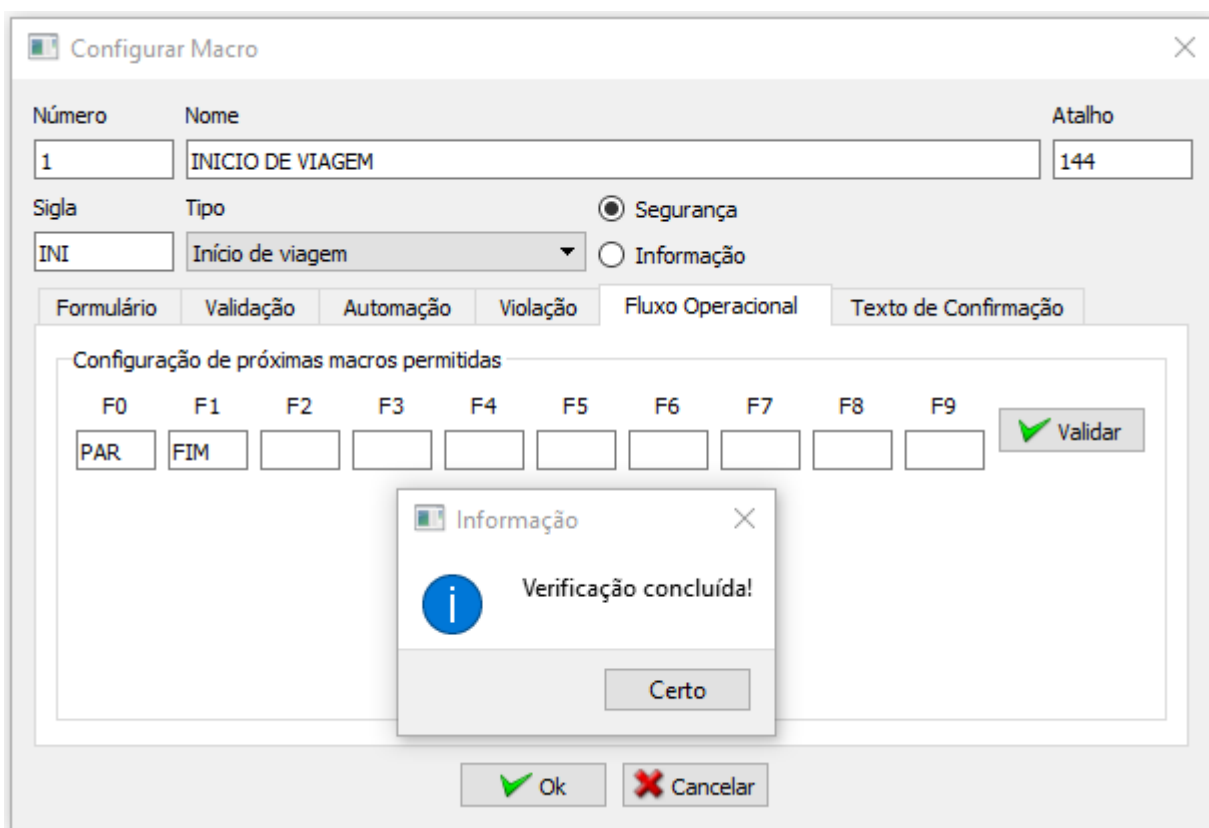 Configurar Macro
Número Nome Atalho
1 INICIO DE VIAGEM 144
Sigla Tipo Segurança
INI Início de viagem Informação
Formulário Validação Automação Violação Fluxo Operacional Texto de Confirmação
Configuração de próximas macros permitidas
F0 F1 F2 F3 F4 F5 F6 F7 F8 F9
PAR FIM Validar
Informação
Verificação concluída!
Certo
Ok Cancelar